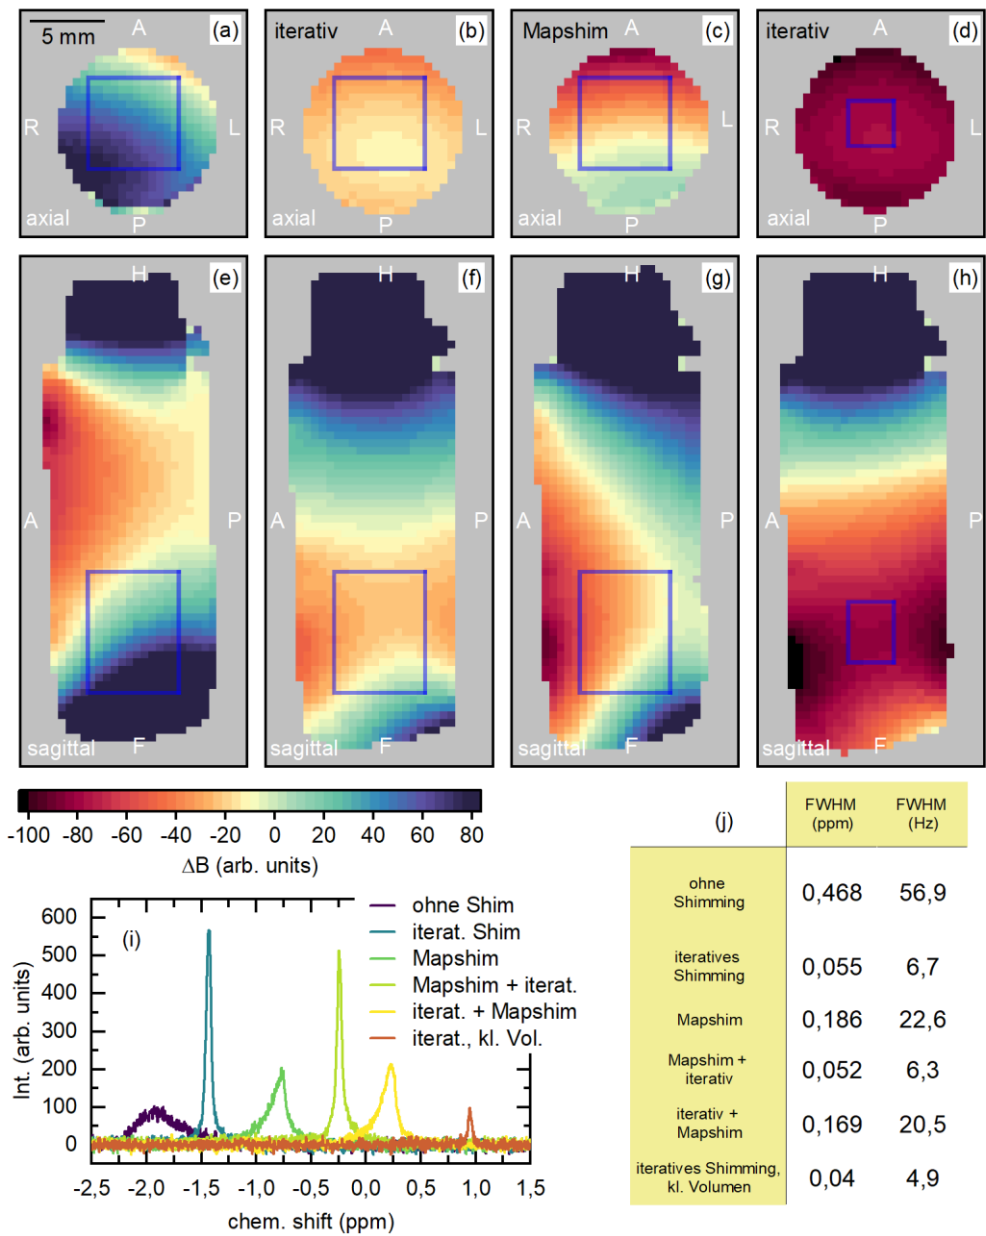 5 mm
A
(a)
R
L
axial
P
iterativ
A
(b)
R
L
axial
P
Mapshim
A
(c)
R
L
axial
P
iterativ
A
(d)
R
L
axial
P
H
(e)
A
P
sagittal
F
H
(f)
A
P
sagittal
F
H
(g)
A
P
sagittal
F
H
(h)
A
P
sagittal
F
-100 -80 -60 -40 -20 0 20 40 60 80
ΔB (arb. units)
(i)
Int. (arb. units)
600
500
400
300
200
100
0
ohne Shim
iterat. Shim
Mapshim
Mapshim + iterat.
iterat. + Mapshim
iterat., kl. Vol.
-2,5 -2,0 -1,5 -1,0 -0,5 0,0 0,5 1,0 1,5
chem. shift (ppm)
(j)
FWHM
(ppm)
FWHM
(Hz)
ohne
Shimming
0,468 56,9
iteratives
Shimming
0,055 6,7
Mapshim 0,186 22,6
Mapshim +
iterativ
0,052 6,3
iterativ +
Mapshim
0,169 20,5
iteratives Shimming,
kl. Volumen
0,04 4,9